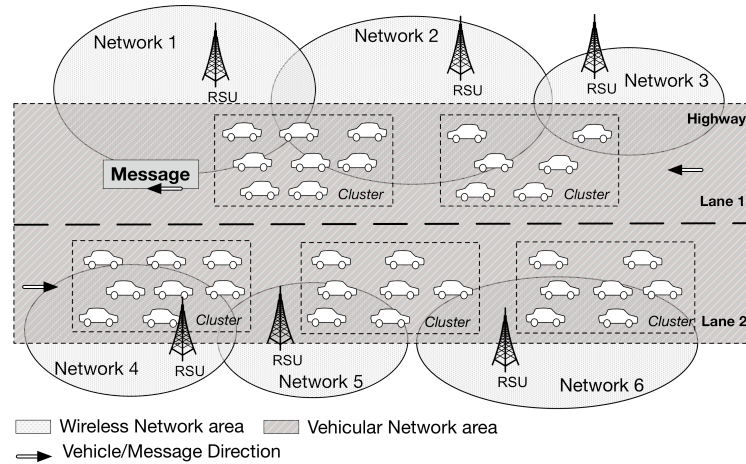 Network 1
Network 2
Network 3
RSU
RSU
RSU
Highway
Message
Cluster
Cluster
Lane 1
Cluster
Cluster
Cluster
Lane 2
Network 4
RSU
RSU
Network 5
RSU
Network 6
Wireless Network area
Vehicular Network area
Vehicle/Message Direction